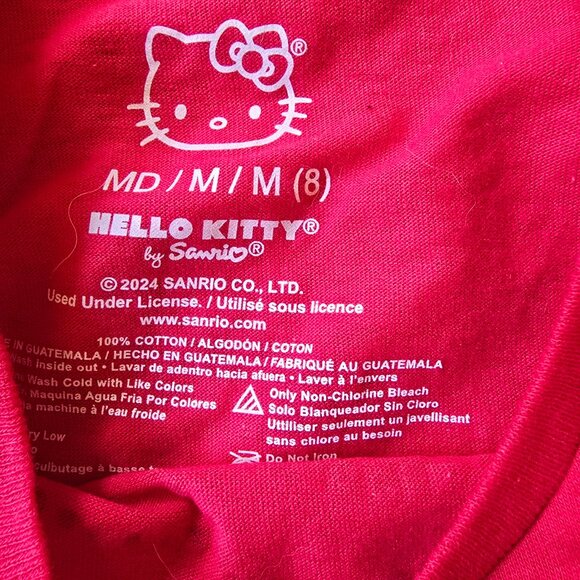 ®
MD / M / M (8)
HELLO KITTY®
by Sanrio®
© 2024 SANRIO CO., LTD.
Used Under License. / Utilisé sous licence
www.sanrio.com
100% COTTON / ALGODÓN / COTON
IN GUATEMALA / HECHO EN GUATEMALA / FABRIQUÉ AU GUATEMALA
inside out • Lavar de adentro hacia afuera • Laver à l'envers
Wash Cold with Like Colors
Maquina Agua Fria Por Colores
machine à l'eau froide
Low
culbutage à basse
Only Non-Chlorine Bleach
Solo Blanqueador Sin Cloro
Utiliser seulement un javellisant
sans chlore au besoin
Do Not Iron